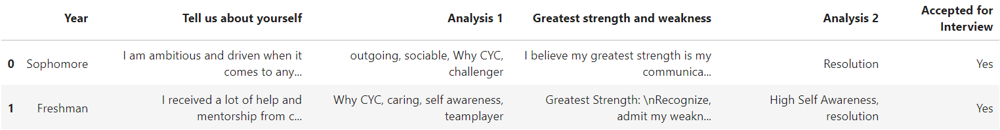 Year Tell us about yourself Analysis 1 Greatest strength and weakness Analysis 2 Accepted for
Interview
0 Sophomore I am ambitious and driven when it outgoing, sociable, Why CYC, I believe my greatest strength is my Resolution Yes
comes to any... challenger communica...
1 Freshman I received a lot of help and Why CYC, caring, self awareness, Greatest Strength: \nRecognize, High Self Awareness, Yes
mentorship from c... teamplayer admit my weakn... resolution